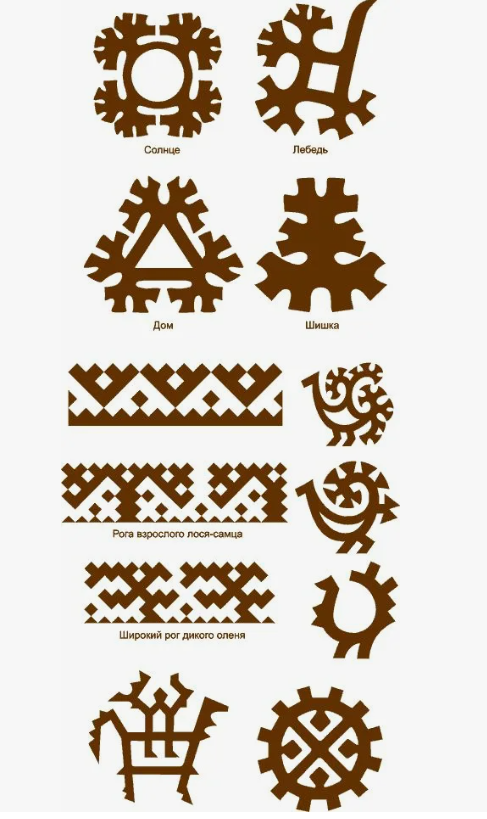 Солнце
Лебедь
Дом
Шишка
Рога взрослого лося-самца
Широкий рог дикого оленя